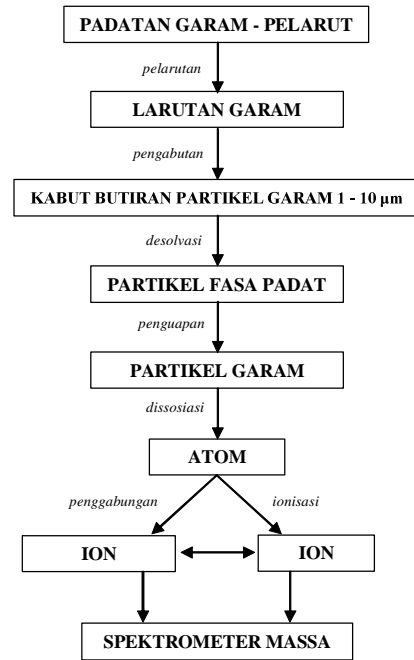 PADATAN GARAM - PELARUT
pelarutan
LARUTAN GARAM
pengabutan
KABUT BUTIRAN PARTIKEL GARAM 1 - 10 µm
desolvasi
PARTIKEL FASA PADAT
penguapan
PARTIKEL GARAM
dissosiasi
ATOM
penggabungan
ionisasi
ION
ION
SPEKTROMETER MASSA